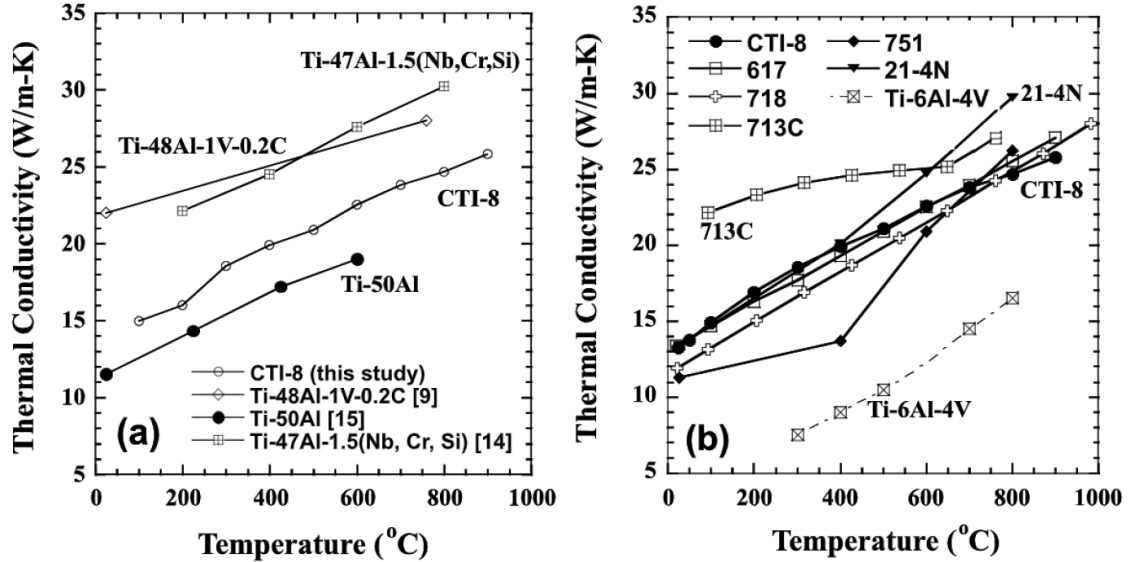 Thermal Conductivity (W/m-K)
35
30
25
20
15
10
5
0 200 400 600 800 1000
Temperature (°C)
Ti-47Al-1.5(Nb,Cr,Si)
Ti-48Al-1V-0.2C
CTI-8
Ti-50Al
CTI-8 (this study)
Ti-48Al-1V-0.2C [9]
Ti-50Al [15]
Ti-47Al-1.5(Nb, Cr, Si) [14]
(a)
Thermal Conductivity (W/m-K)
35
30
25
20
15
10
5
0 200 400 600 800 1000
Temperature (°C)
CTI-8
617
718
713C
751
21-4N
Ti-6Al-4V
21-4N
CTI-8
713C
Ti-6Al-4V
(b)